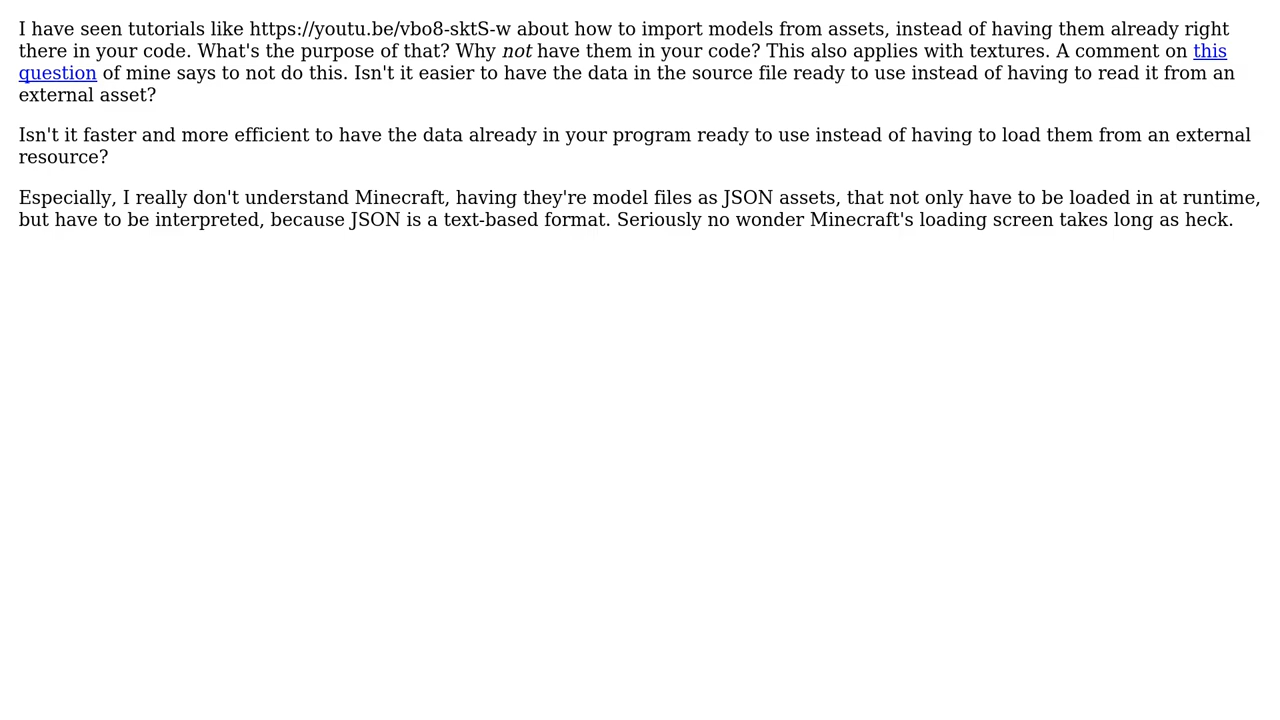 I have seen tutorials like https://youtu.be/vbo8-sktS-w about how to import models from assets, instead of having them already right
there in your code. What's the purpose of that? Why not have them in your code? This also applies with textures. A comment on this
question of mine says to not do this. Isn't it easier to have the data in the source file ready to use instead of having to read it from an
external asset?
Isn't it faster and more efficient to have the data already in your program ready to use instead of having to load them from an external
resource?
Especially, I really don't understand Minecraft, having they're model files as JSON assets, that not only have to be loaded in at runtime,
but have to be interpreted, because JSON is a text-based format. Seriously no wonder Minecraft's loading screen takes long as heck.